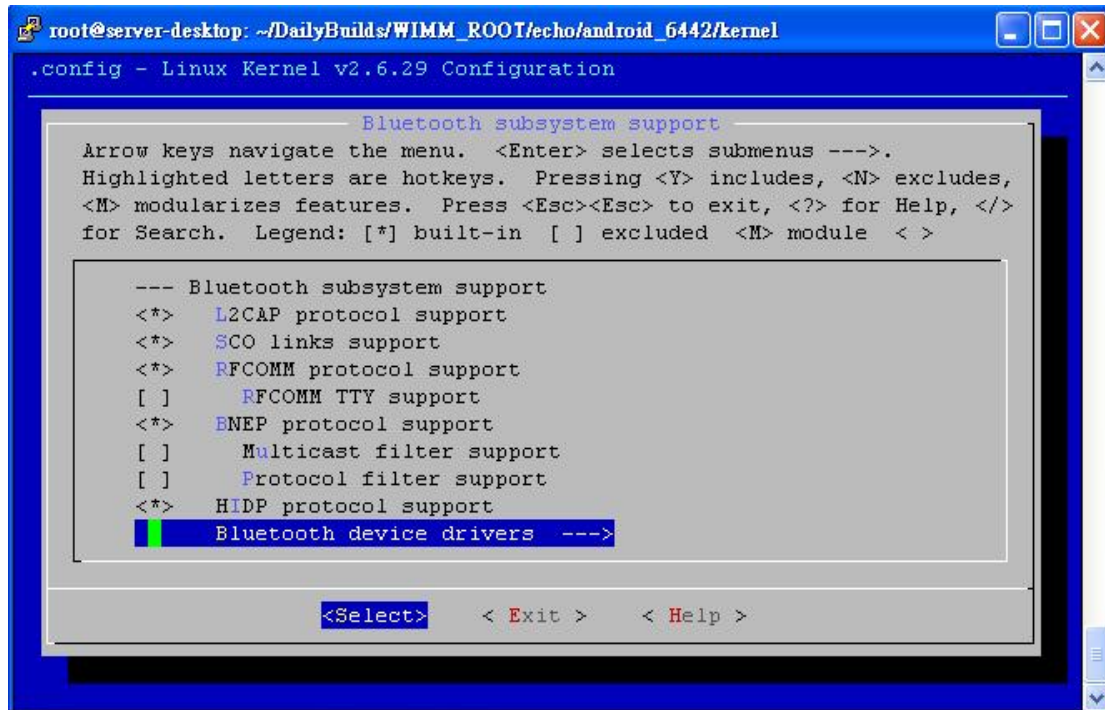 root@server-desktop: ~/DailyBuilds/WIMM_ROOT/echo/android_6442/kernel
.config - Linux Kernel v2.6.29 Configuration
Bluetooth subsystem support
Arrow keys navigate the menu.  <Enter> selects submenus --->.
Highlighted letters are hotkeys.  Pressing <Y> includes, <N> excludes,
<M> modularizes features.  Press <Esc><Esc> to exit, <?> for Help, </>
for Search.  Legend: [*] built-in  [ ] excluded  <M> module  < >
--- Bluetooth subsystem support
<*>   L2CAP protocol support
<*>   SCO links support
<*>   RFCOMM protocol support
[ ]     RFCOMM TTY support
<*>   BNEP protocol support
[ ]     Multicast filter support
[ ]     Protocol filter support
<*>   HIDP protocol support
Bluetooth device drivers  --->
<Select>    < Exit >    < Help >